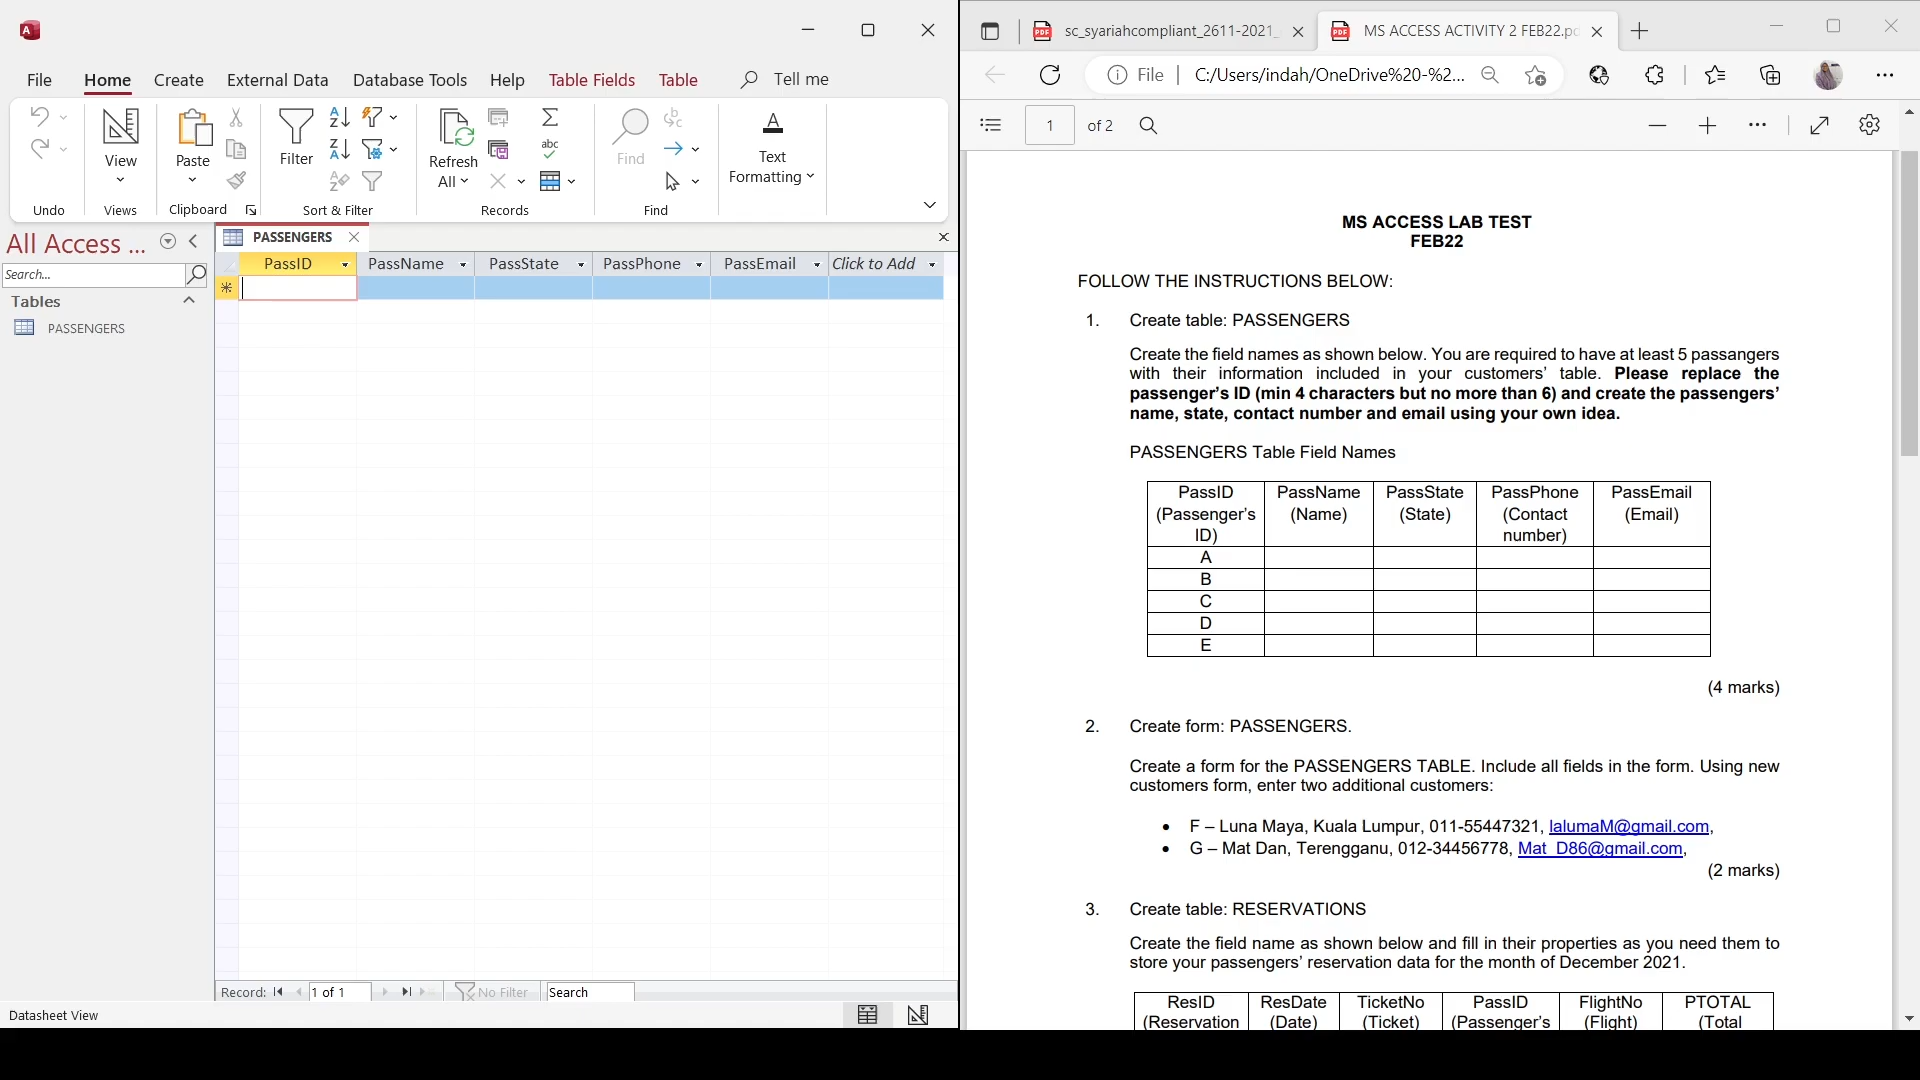 A
File Home Create External Data Database Tools Help Table Fields Table Tell me
View
Paste
Filter
Refresh
All
Find
Text
Formatting
Undo Views Clipboard Sort & Filter Records Find
All Access ...
Search...
Tables
PASSENGERS
PASSENGERS
PassID PassName PassState PassPhone PassEmail Click to Add
Record: 1 of 1 No Filter Search
Datasheet View
sc_syariahcompliant_2611-2021_ MS ACCESS ACTIVITY 2 FEB22.pd
File C:/Users/indah/OneDrive%20-%2...
1 of 2
MS ACCESS LAB TEST
FEB22
FOLLOW THE INSTRUCTIONS BELOW:
1. Create table: PASSENGERS
Create the field names as shown below. You are required to have at least 5 passangers
with their information included in your customers’ table. Please replace the
passenger’s ID (min 4 characters but no more than 6) and create the passengers’
name, state, contact number and email using your own idea.
PASSENGERS Table Field Names
PassID PassName PassState PassPhone PassEmail
(Passenger’s (Name) (State) (Contact (Email)
ID) number)
A
B
C
D
E
(4 marks)
2. Create form: PASSENGERS.
Create a form for the PASSENGERS TABLE. Include all fields in the form. Using new
customers form, enter two additional customers:
• F – Luna Maya, Kuala Lumpur, 011-55447321, lalumaM@gmail.com,
• G – Mat Dan, Terengganu, 012-34456778, Mat_D86@gmail.com,
(2 marks)
3. Create table: RESERVATIONS
Create the field name as shown below and fill in their properties as you need them to
store your passengers’ reservation data for the month of December 2021.
ResID ResDate TicketNo PassID FlightNo PTOTAL
(Reservation (Date) (Ticket) (Passenger’s (Flight) (Total